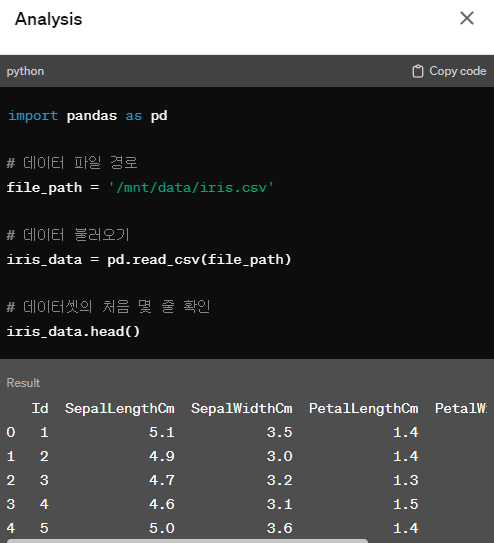 Analysis
python
Copy code
import pandas as pd
# 데이터 파일 경로
file_path = '/mnt/data/iris.csv'
# 데이터 불러오기
iris_data = pd.read_csv(file_path)
# 데이터셋의 처음 몇 줄 확인
iris_data.head()
Result
Id SepalLengthCm SepalWidthCm PetalLengthCm PetalW
0 1 5.1 3.5 1.4
1 2 4.9 3.0 1.4
2 3 4.7 3.2 1.3
3 4 4.6 3.1 1.5
4 5 5.0 3.6 1.4